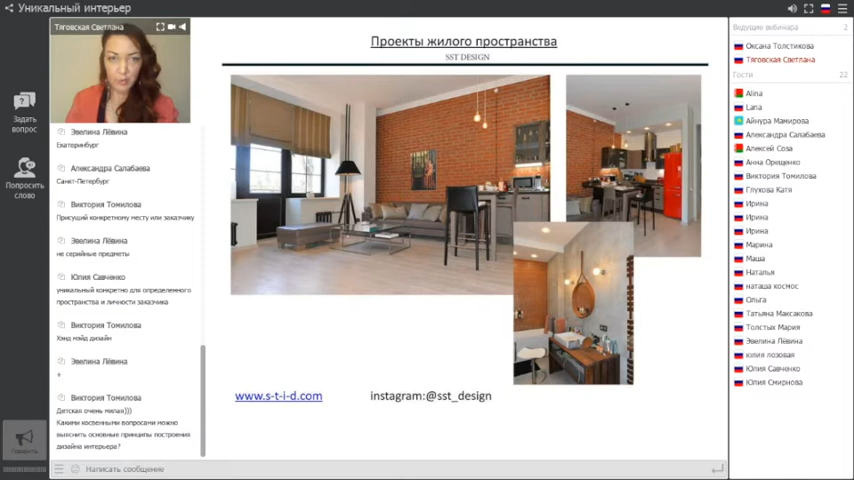 Уникальный интерьер
Задать
вопрос
Попросить
слово
Говорить
Тяговская Светлана
Эвелина Лёвина
Екатеринбург
Александра Салабаева
Санкт-Петербург
Виктория Томилова
Присущий конкретному месту или заказчику
Эвелина Лёвина
не серийные предметы
Юлия Савченко
уникальный конкретно для определенного
пространства и личности заказчика
Виктория Томилова
Хэнд мэйд дизайн
Эвелина Лёвина
+
Виктория Томилова
Детская очень милая)))
Какими косвенными вопросами можно
выяснить основные принципы построения
дизайна интерьера?
Написать сообщение
Проекты жилого пространства
SST DESIGN
www.s-t-i-d.com
instagram:@sst_design
Ведущие вебинара 2
Оксана Толстикова
Тяговская Светлана
Гости 22
Alina
Lana
Айнура Мамирова
Александра Салабаева
Алексей Соза
Анна Орещенко
Виктория Томилова
Глухова Катя
Ирина
Ирина
Ирина
Марина
Маша
Наталья
наташа космос
Ольга
Татьяна Максакова
Толстых Мария
Эвелина Лёвина
юлия лозовая
Юлия Савченко
Юлия Смирнова